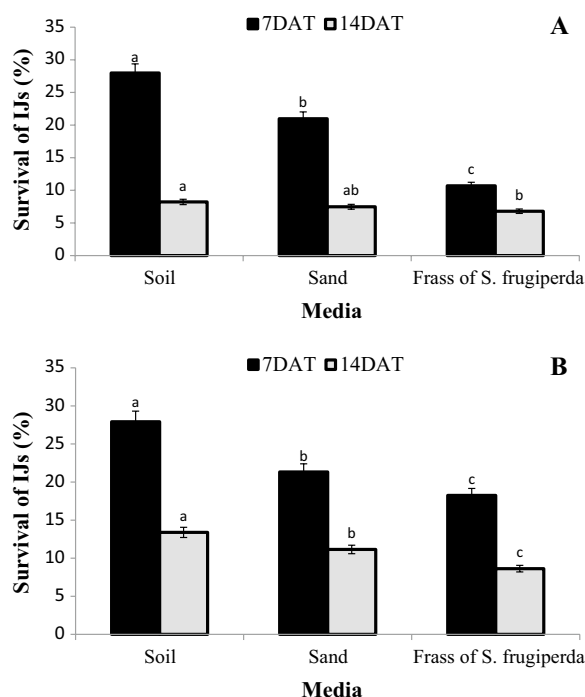 7DAT 14DAT
A
Survival of IJs (%)
35
30
25
20
15
10
5
0
a
a
b
ab
c
b
Soil Sand Frass of S. frugiperda
Media
7DAT 14DAT
B
Survival of IJs (%)
35
30
25
20
15
10
5
0
a
a
b
b
c
c
Soil Sand Frass of S. frugiperda
Media